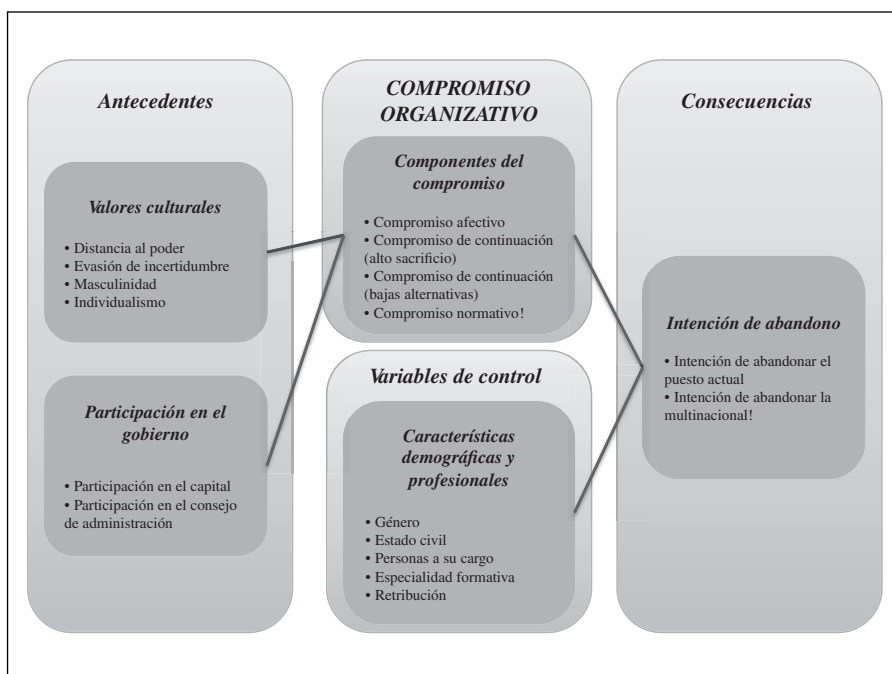 Antecedentes
Valores culturales
• Distancia al poder
• Evasión de incertidumbre
• Masculinidad
• Individualismo
Participación en el
gobierno
• Participación en el capital
• Participación en el consejo
de administración
COMPROMISO
ORGANIZATIVO
Componentes del
compromiso
• Compromiso afectivo
• Compromiso de continuación
(alto sacrificio)
• Compromiso de continuación
(bajas alternativas)
• Compromiso normativo!
Variables de control
Características
demográficas y
profesionales
• Género
• Estado civil
• Personas a su cargo
• Especialidad formativa
• Retribución
Consecuencias
Intención de abandono
• Intención de abandonar el
puesto actual
• Intención de abandonar la
multinacional!